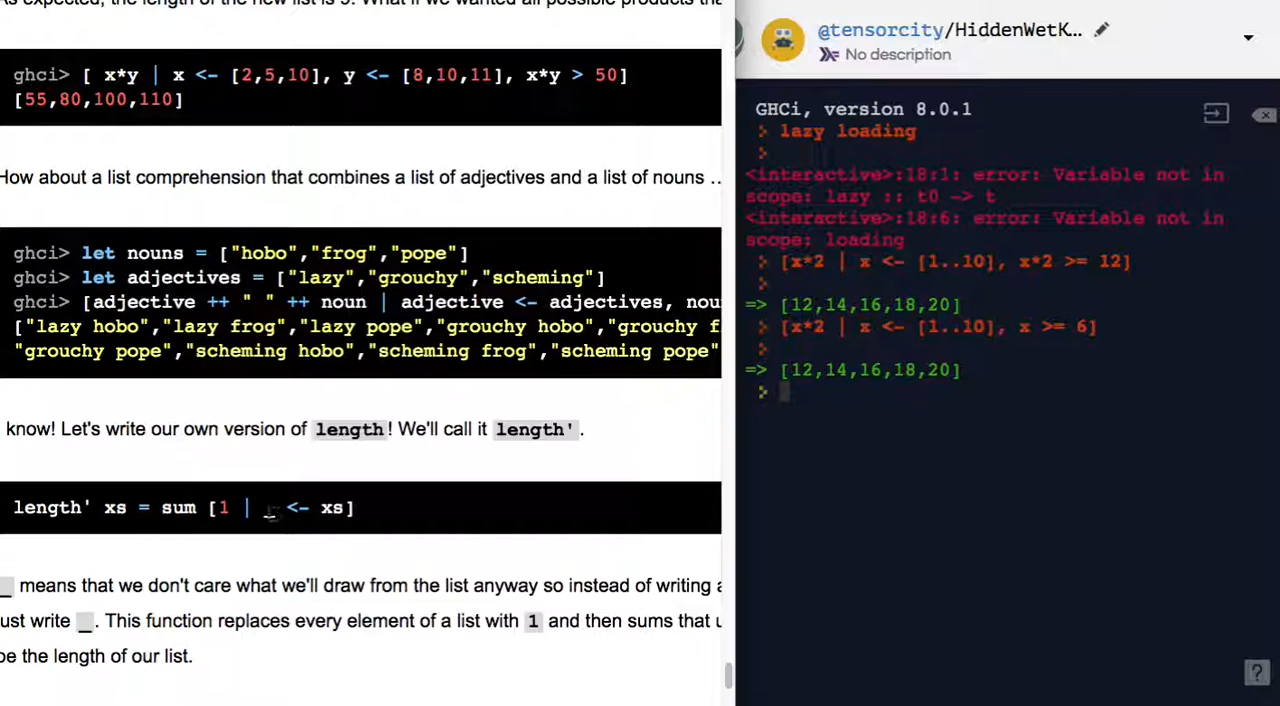 As expected, the length of the new list is 9. What if we wanted all possible products tha
ghci> [ x*y | x <- [2,5,10], y <- [8,10,11], x*y > 50]
[55,80,100,110]
How about a list comprehension that combines a list of adjectives and a list of nouns …
ghci> let nouns = ["hobo","frog","pope"]
ghci> let adjectives = ["lazy","grouchy","scheming"]
ghci> [adjective ++ " " ++ noun | adjective <- adjectives, nou
["lazy hobo","lazy frog","lazy pope","grouchy hobo","grouchy f
"grouchy pope","scheming hobo","scheming frog","scheming pope"
know! Let's write our own version of length! We'll call it length'.
length' xs = sum [1 | _ <- xs]
_ means that we don't care what we'll draw from the list anyway so instead of writing a
ust write _. This function replaces every element of a list with 1 and then sums that u
be the length of our list.
@tensorcity/HiddenWetK...
No description
GHCi, version 8.0.1
> lazy loading
>
<interactive>:18:1: error: Variable not in
scope: lazy :: t0 -> t
<interactive>:18:6: error: Variable not in
scope: loading
> [x*2 | x <- [1..10], x*2 >= 12]
>
=> [12,14,16,18,20]
> [x*2 | x <- [1..10], x >= 6]
>
=> [12,14,16,18,20]
>
?